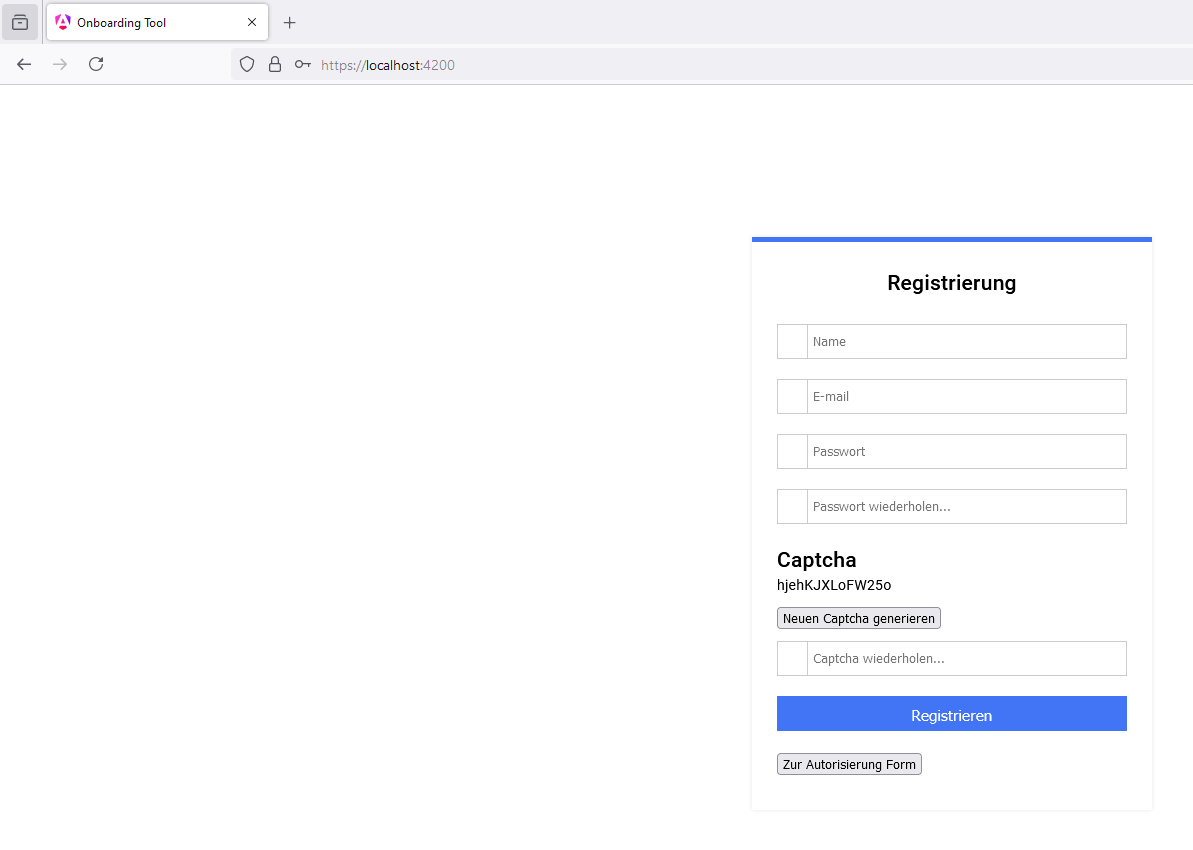 Onboarding Tool
https://localhost:4200
Registrierung
Name
E-mail
Passwort
Passwort wiederholen...
Captcha
hjehKJXLoFW25o
Neuen Captcha generieren
Captcha wiederholen...
Registrieren
Zur Autorisierung Form